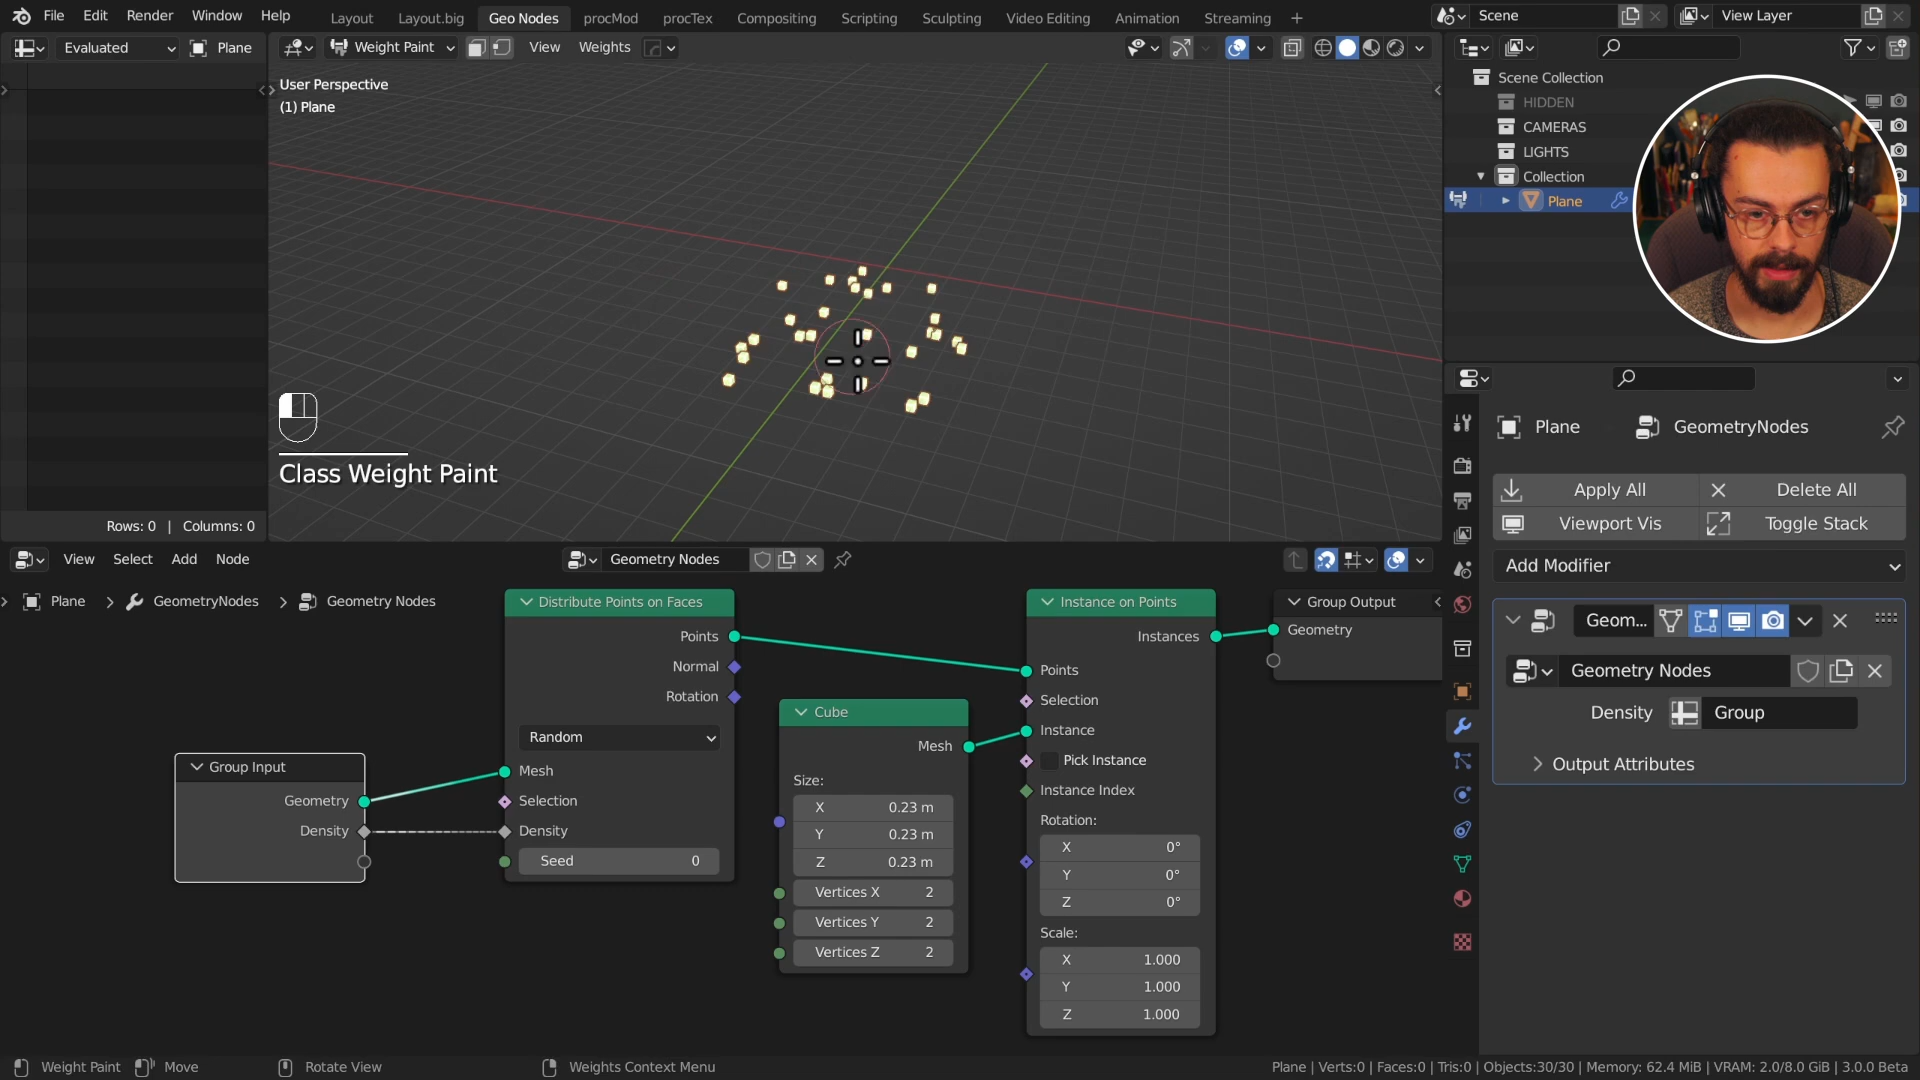 File Edit Render Window Help Layout Layout.big Geo Nodes procMod procTex Compositing Scripting Sculpting Video Editing Animation Streaming + Scene View Layer
Evaluated Plane Weight Paint View Weights
User Perspective
(1) Plane
Scene Collection
HIDDEN
CAMERAS
LIGHTS
Collection
Plane
Class Weight Paint
Rows: 0 | Columns: 0
Plane GeometryNodes
Apply All Delete All
Viewport Vis Toggle Stack
Add Modifier
Geom...
Geometry Nodes
Density Group
Output Attributes
View Select Add Node Geometry Nodes
Plane GeometryNodes Geometry Nodes
Group Input
Geometry
Density
Distribute Points on Faces
Points
Normal
Rotation
Random
Mesh
Selection
Density
Seed 0
Cube
Mesh
Size:
X 0.23 m
Y 0.23 m
Z 0.23 m
Vertices X 2
Vertices Y 2
Vertices Z 2
Instance on Points
Instances
Points
Selection
Instance
Pick Instance
Instance Index
Rotation:
X 0°
Y 0°
Z 0°
Scale:
X 1.000
Y 1.000
Z 1.000
Group Output
Geometry
Weight Paint Move Rotate View Weights Context Menu Plane | Verts:0 | Faces:0 | Tris:0 | Objects:30/30 | Memory: 62.4 MiB | VRAM: 2.0/8.0 GiB | 3.0.0 Beta